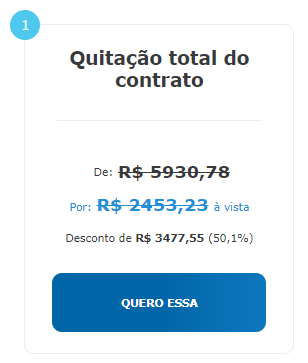 1
Quitação total do
contrato
De: R$ 5930,78
Por: R$ 2453,23 à vista
Desconto de R$ 3477,55 (50,1%)
QUERO ESSA